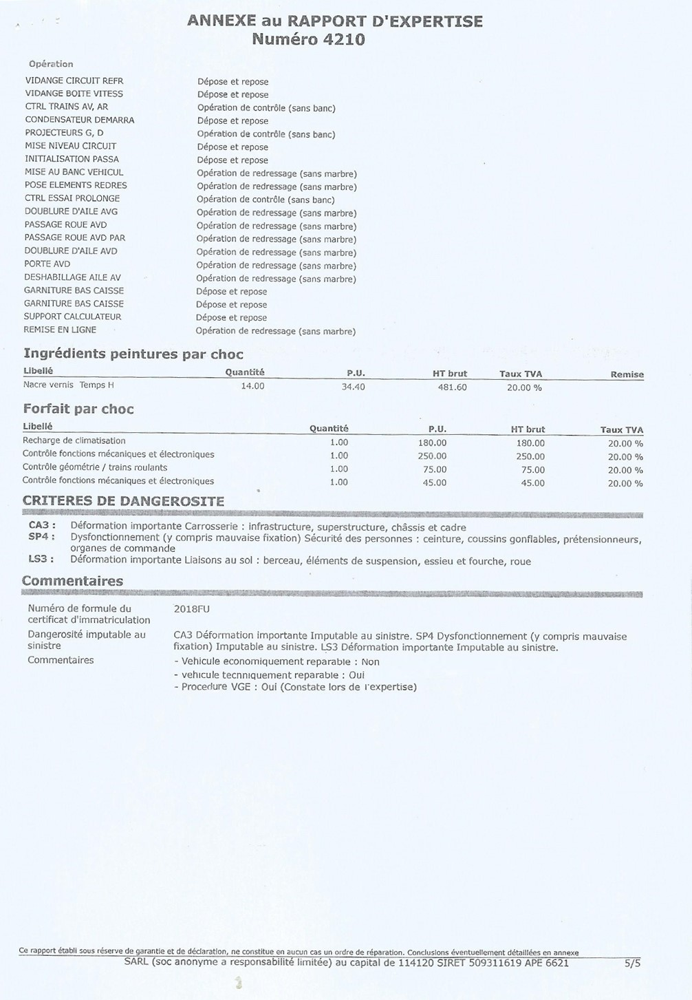 ANNEXE au RAPPORT D'EXPERTISE
Numéro 4210
Opération
VIDANGE CIRCUIT REFR Dépose et repose
VIDANGE BOITE VITESS Dépose et repose
CTRL TRAINS AV, AR Opération de contrôle (sans banc)
CONDENSATEUR DEMARRA Dépose et repose
PROJECTEURS G, D Opération de contrôle (sans banc)
MISE NIVEAU CIRCUIT Dépose et repose
INITIALISATION PASSA Dépose et repose
MISE AU BANC VEHICUL Opération de redressage (sans marbre)
POSE ELEMENTS REDRES Opération de redressage (sans marbre)
CTRL ESSAI PROLONGE Opération de contrôle (sans banc)
DOUBLURE D'AILE AVG Opération de redressage (sans marbre)
PASSAGE ROUE AVD Opération de redressage (sans marbre)
PASSAGE ROUE AVD PAR Opération de redressage (sans marbre)
DOUBLURE D'AILE AVD Opération de redressage (sans marbre)
PORTE AVD Opération de redressage (sans marbre)
DESHABILLAGE AILE AV Opération de redressage (sans marbre)
GARNITURE BAS CAISSE Dépose et repose
GARNITURE BAS CAISSE Dépose et repose
SUPPORT CALCULATEUR Dépose et repose
REMISE EN LIGNE Opération de redressage (sans marbre)
Ingrédients peintures par choc
Libellé Quantité P.U. HT brut Taux TVA Remise
Nacre vernis Temps H 14.00 34.40 481.60 20.00 %
Forfait par choc
Libellé Quantité P.U. HT brut Taux TVA
Recharge de climatisation 1.00 180.00 180.00 20.00 %
Contrôle fonctions mécaniques et électroniques 1.00 250.00 250.00 20.00 %
Contrôle géométrie / trains roulants 1.00 75.00 75.00 20.00 %
Contrôle fonctions mécaniques et électroniques 1.00 45.00 45.00 20.00 %
CRITERES DE DANGEROSITE
CA3 : Déformation importante Carrosserie : infrastructure, superstructure, châssis et cadre
SP4 : Dysfonctionnement (y compris mauvaise fixation) Sécurité des personnes : ceinture, coussins gonflables, prétensionneurs,
organes de commande
LS3 : Déformation importante Liaisons au sol : berceau, éléments de suspension, essieu et fourche, roue
Commentaires
Numéro de formule du 2018FU
certificat d'immatriculation
Dangerosité imputable au CA3 Déformation importante Imputable au sinistre. SP4 Dysfonctionnement (y compris mauvaise
sinistre fixation) Imputable au sinistre. LS3 Déformation importante Imputable au sinistre.
Commentaires - Vehicule economiquement reparable : Non
- vehicule tecnniquement reparable : Oui
- Procedure VGE : Oui (Constate lors de l'expertise)
Ce rapport établi sous réserve de garantie et de déclaration, ne constitue en aucun cas un ordre de réparation. Conclusions éventuellement détaillées en annexe
SARL (soc anonyme a responsabilité limitée) au capital de 114120 SIRET 509311619 APE 6621 5/5